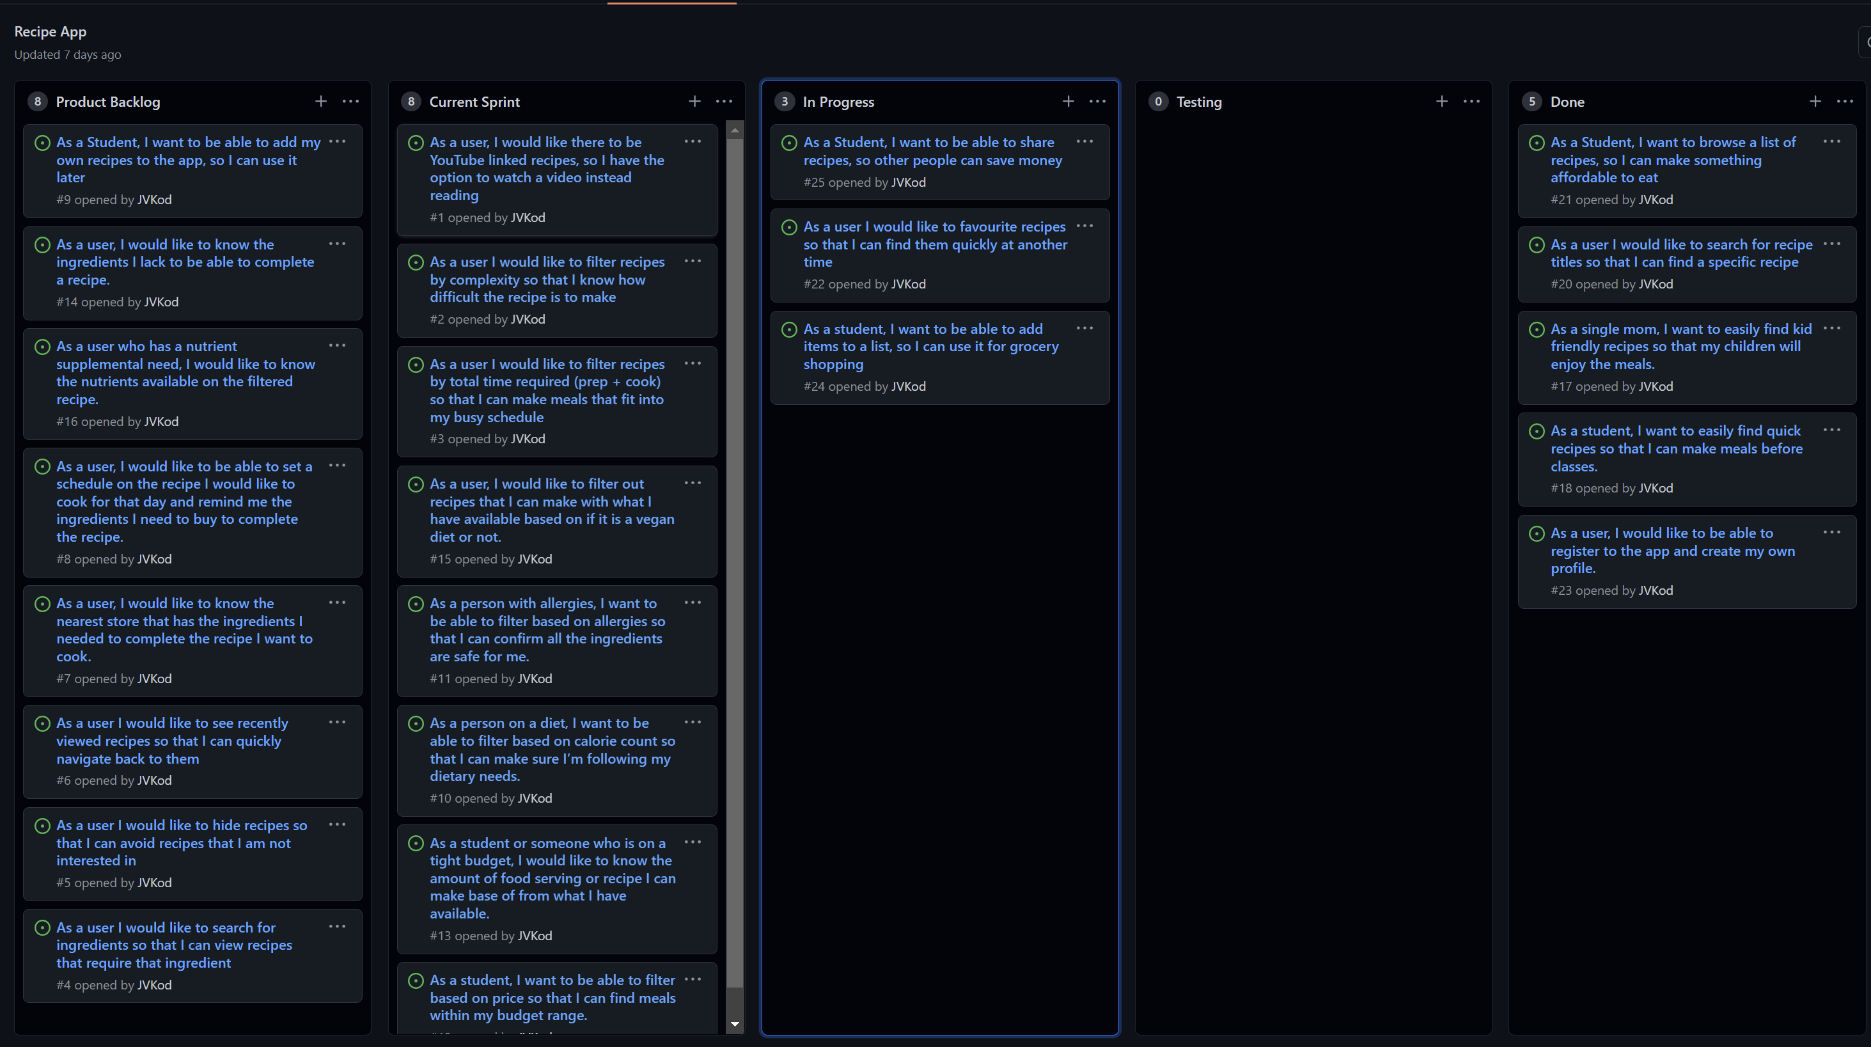 Recipe App
Updated 7 days ago
8 Product Backlog
As a Student, I want to be able to add my
own recipes to the app, so I can use it
later
#9 opened by JVKod
As a user, I would like to know the
ingredients I lack to be able to complete
a recipe.
#14 opened by JVKod
As a user who has a nutrient
supplemental need, I would like to know
the nutrients available on the filtered
recipe.
#16 opened by JVKod
As a user, I would like to be able to set a
schedule on the recipe I would like to
cook for that day and remind me the
ingredients I need to buy to complete
the recipe.
#8 opened by JVKod
As a user, I would like to know the
nearest store that has the ingredients I
needed to complete the recipe I want to
cook.
#7 opened by JVKod
As a user I would like to see recently
viewed recipes so that I can quickly
navigate back to them
#6 opened by JVKod
As a user I would like to hide recipes so
that I can avoid recipes that I am not
interested in
#5 opened by JVKod
As a user I would like to search for
ingredients so that I can view recipes
that require that ingredient
#4 opened by JVKod
8 Current Sprint
As a user, I would like there to be
YouTube linked recipes, so I have the
option to watch a video instead
reading
#1 opened by JVKod
As a user I would like to filter recipes
by complexity so that I know how
difficult the recipe is to make
#2 opened by JVKod
As a user I would like to filter recipes
by total time required (prep + cook)
so that I can make meals that fit into
my busy schedule
#3 opened by JVKod
As a user, I would like to filter out
recipes that I can make with what I
have available based on if it is a vegan
diet or not.
#15 opened by JVKod
As a person with allergies, I want to
be able to filter based on allergies so
that I can confirm all the ingredients
are safe for me.
#11 opened by JVKod
As a person on a diet, I want to be
able to filter based on calorie count so
that I can make sure I'm following my
dietary needs.
#10 opened by JVKod
As a student or someone who is on a
tight budget, I would like to know the
amount of food serving or recipe I can
make base of from what I have
available.
#13 opened by JVKod
As a student, I want to be able to filter
based on price so that I can find meals
within my budget range.
3 In Progress
As a Student, I want to be able to share
recipes, so other people can save money
#25 opened by JVKod
As a user I would like to favourite recipes
so that I can find them quickly at another
time
#22 opened by JVKod
As a student, I want to be able to add
items to a list, so I can use it for grocery
shopping
#24 opened by JVKod
0 Testing
5 Done
As a Student, I want to browse a list of
recipes, so I can make something
affordable to eat
#21 opened by JVKod
As a user I would like to search for recipe
titles so that I can find a specific recipe
#20 opened by JVKod
As a single mom, I want to easily find kid
friendly recipes so that my children will
enjoy the meals.
#17 opened by JVKod
As a student, I want to easily find quick
recipes so that I can make meals before
classes.
#18 opened by JVKod
As a user, I would like to be able to
register to the app and create my own
profile.
#23 opened by JVKod